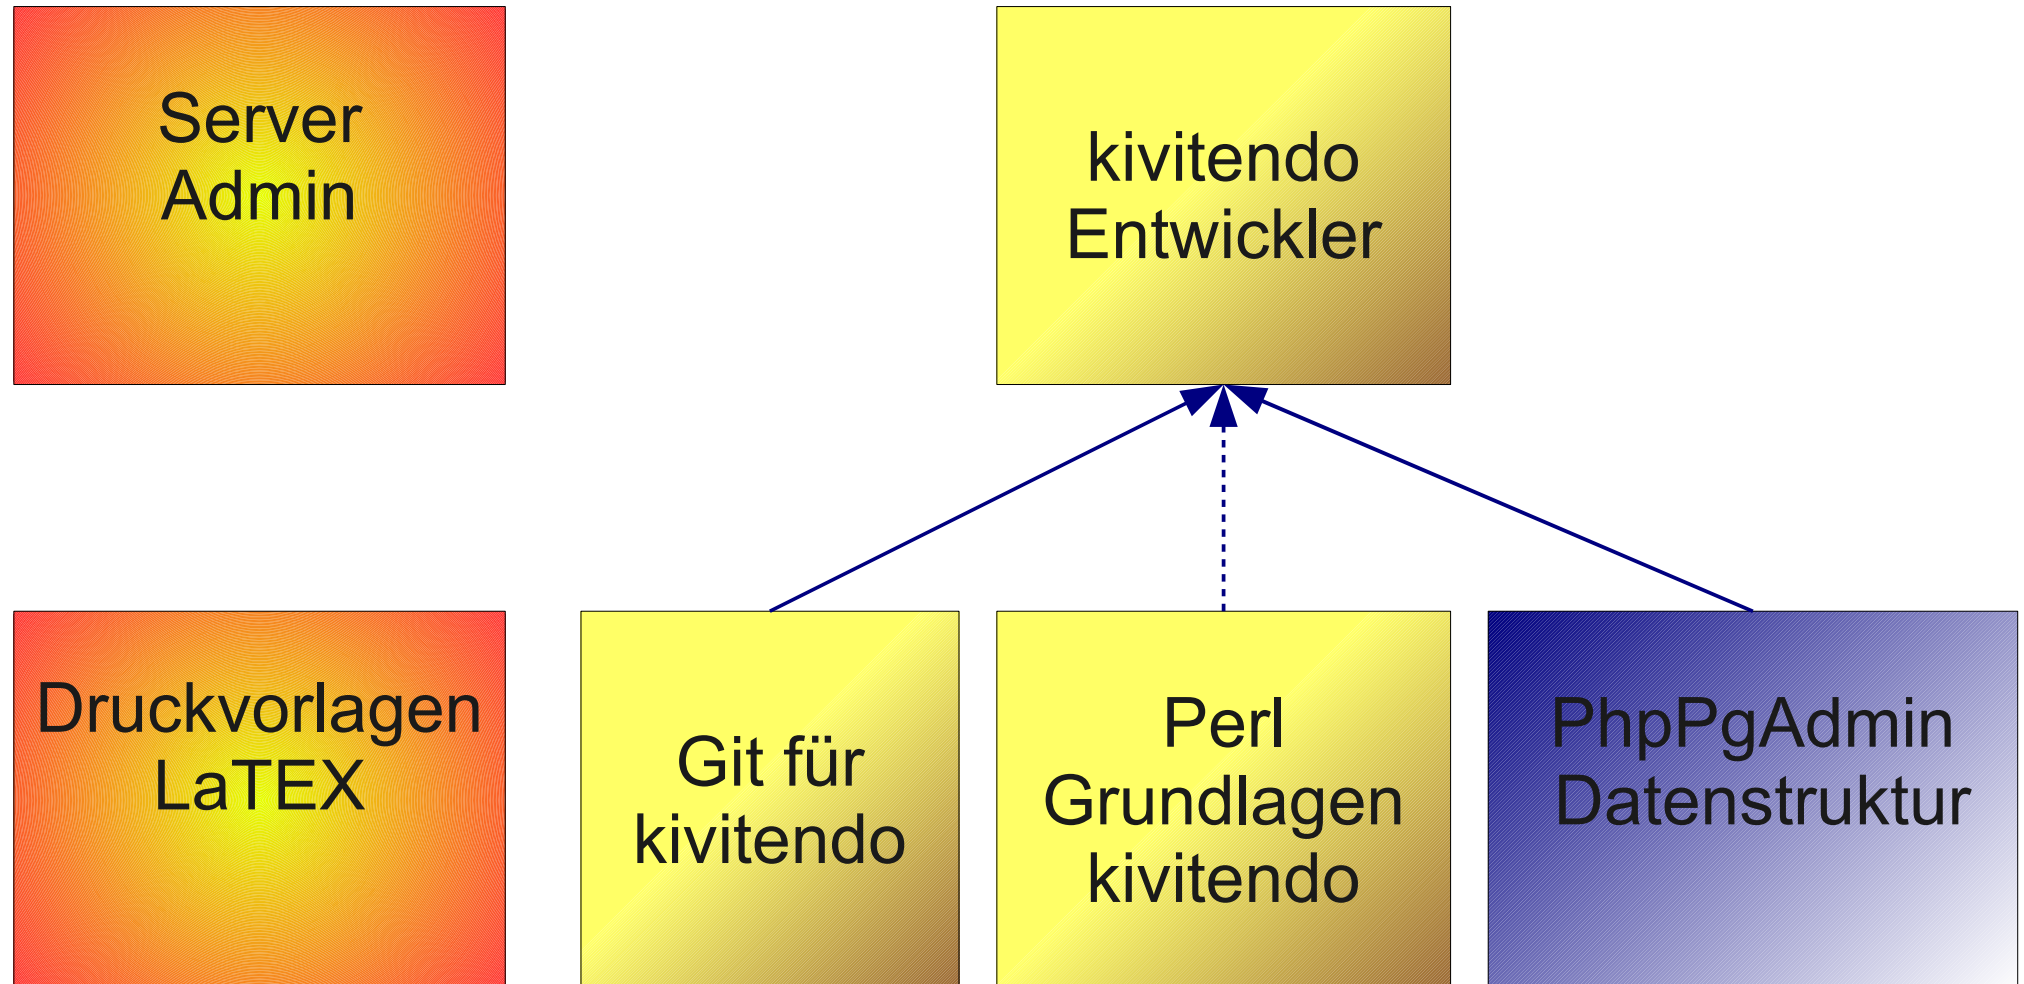 Server
Admin
kivitendo
Entwickler
Druckvorlagen
LaTEX
Git für
kivitendo
Perl
Grundlagen
kivitendo
PhpPgAdmin
Datenstruktur